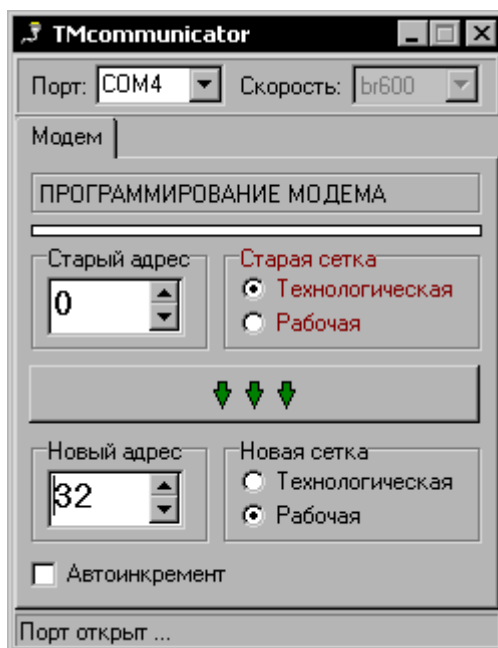 TMcommunicator
Порт: COM4 Скорость: br600
Модем
ПРОГРАММИРОВАНИЕ МОДЕМА
Старый адрес
0
Старая сетка
Технологическая
Рабочая
Новый адрес
32
Новая сетка
Технологическая
Рабочая
Автоинкремент
Порт открыт ...